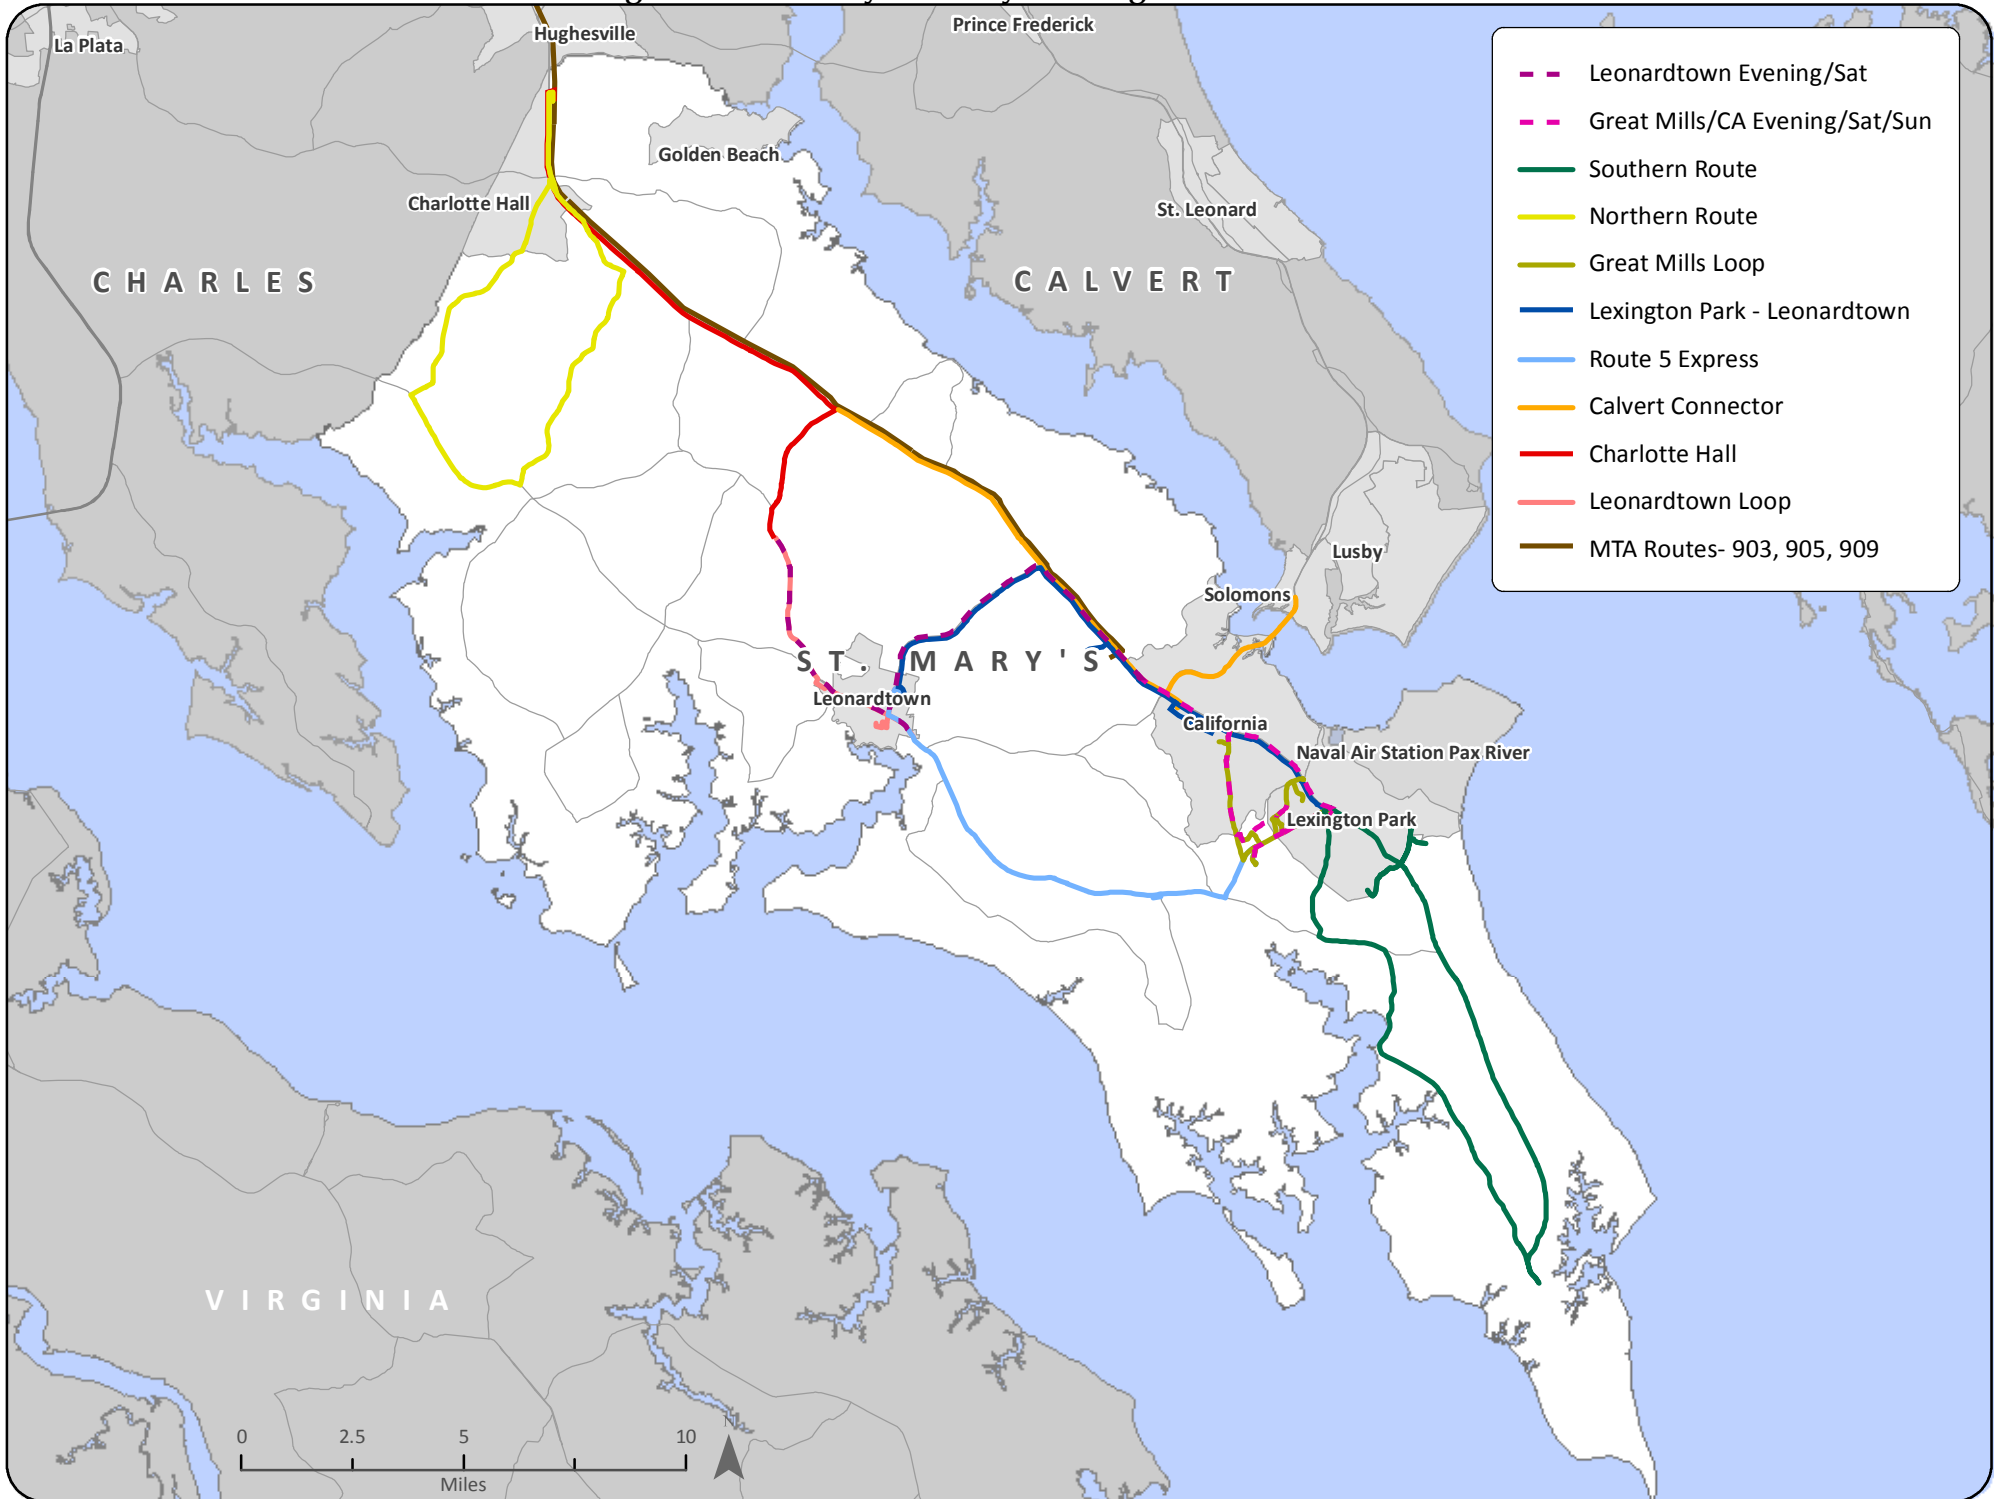 La Plata
Hughesville
Prince Frederick
Golden Beach
Charlotte Hall
St. Leonard
CHARLES
CALVERT
Lusby
Solomons
ST. MARY'S
Leonardtown
California
Naval Air Station Pax River
Lexington Park
VIRGINIA
Leonardtown Evening/Sat
Great Mills/CA Evening/Sat/Sun
Southern Route
Northern Route
Great Mills Loop
Lexington Park - Leonardtown
Route 5 Express
Calvert Connector
Charlotte Hall
Leonardtown Loop
MTA Routes- 903, 905, 909
0 2.5 5 10
Miles
N